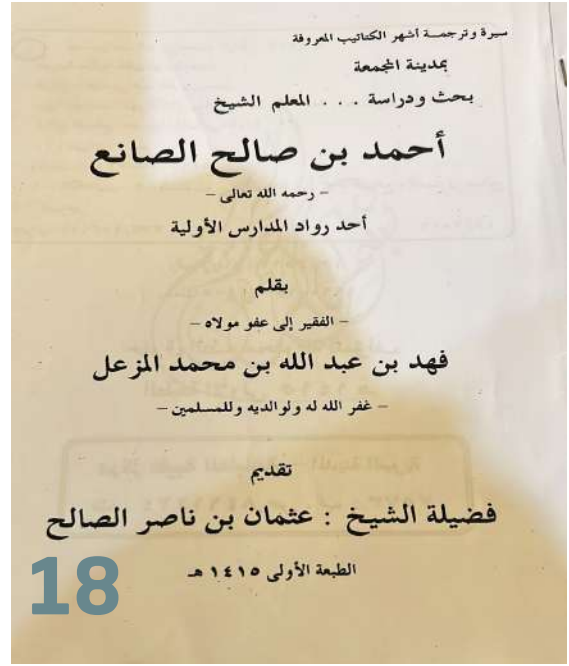 سيرة وترجمــة أشهر الكتاتيب المعروفة
بمدينة المجمعة
بحث ودراسة . . . المعلم الشيخ
أحمد بن صالح الصانع
– رحمه الله تعالى –
أحد رواد المدارس الأولية
بقلم
– الفقير إلى عفو مولاه –
فهد بن عبد الله بن محمد المزعل
– غفر الله له ولوالديه وللمسلمين –
تقديم
فضيلة الشيخ : عثمان بن ناصر الصالح
الطبعة الأولى ١٤١٥ هـ
18